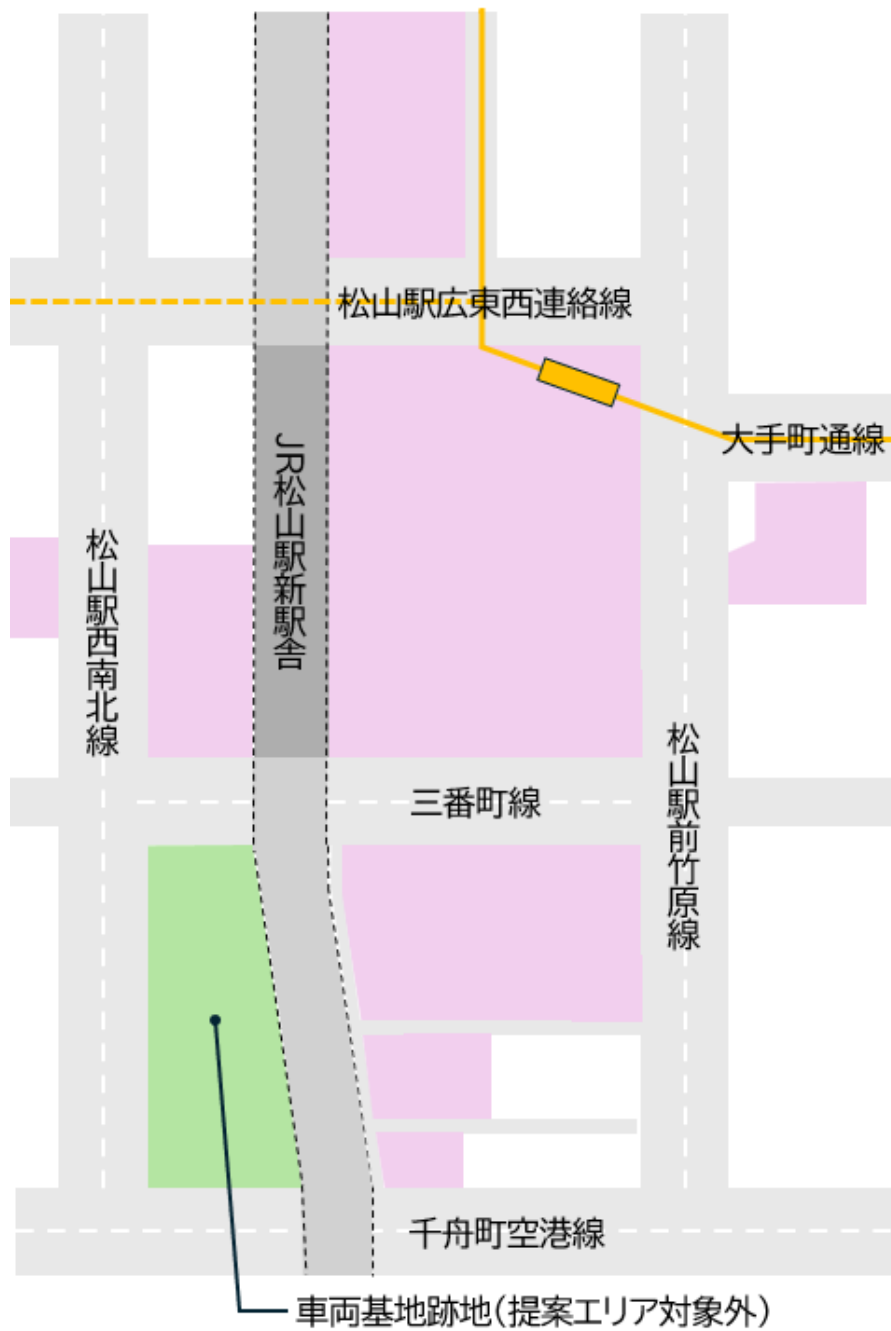 松山駅広東西連絡線
大手町通線
JR松山駅新駅舎
松山駅西南北線
松山駅前竹原線
三番町線
千舟町空港線
車両基地跡地(提案エリア対象外)